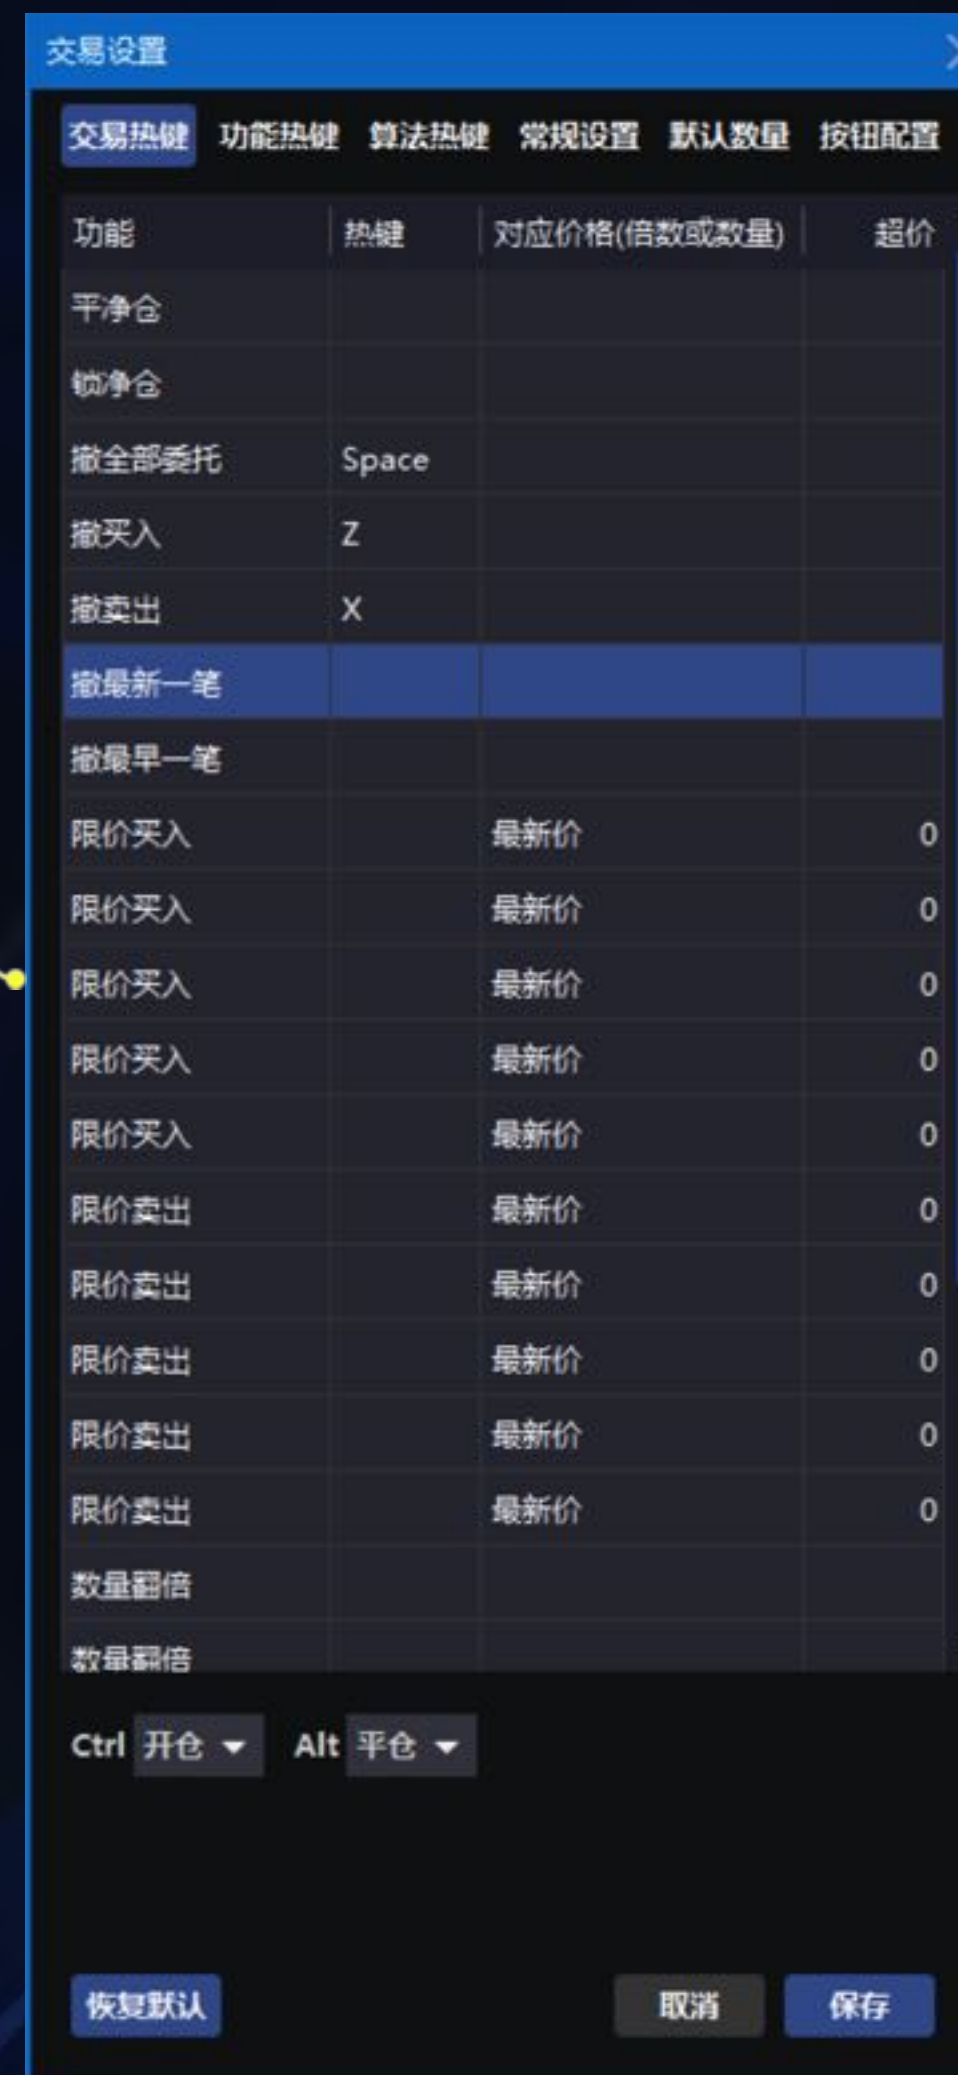 交易设置
交易热键 功能热键 算法热键 常规设置 默认数量 按钮配置
功能 热键 对应价格(倍数或数量) 超价
平净仓
锁净仓
撤全部委托 Space
撤买入 Z
撤卖出 X
撤最新一笔
撤最早一笔
限价买入 最新价 0
限价买入 最新价 0
限价买入 最新价 0
限价买入 最新价 0
限价买入 最新价 0
限价卖出 最新价 0
限价卖出 最新价 0
限价卖出 最新价 0
限价卖出 最新价 0
限价卖出 最新价 0
数量翻倍
数量翻倍
Ctrl 开仓 Alt 平仓
恢复默认 取消 保存